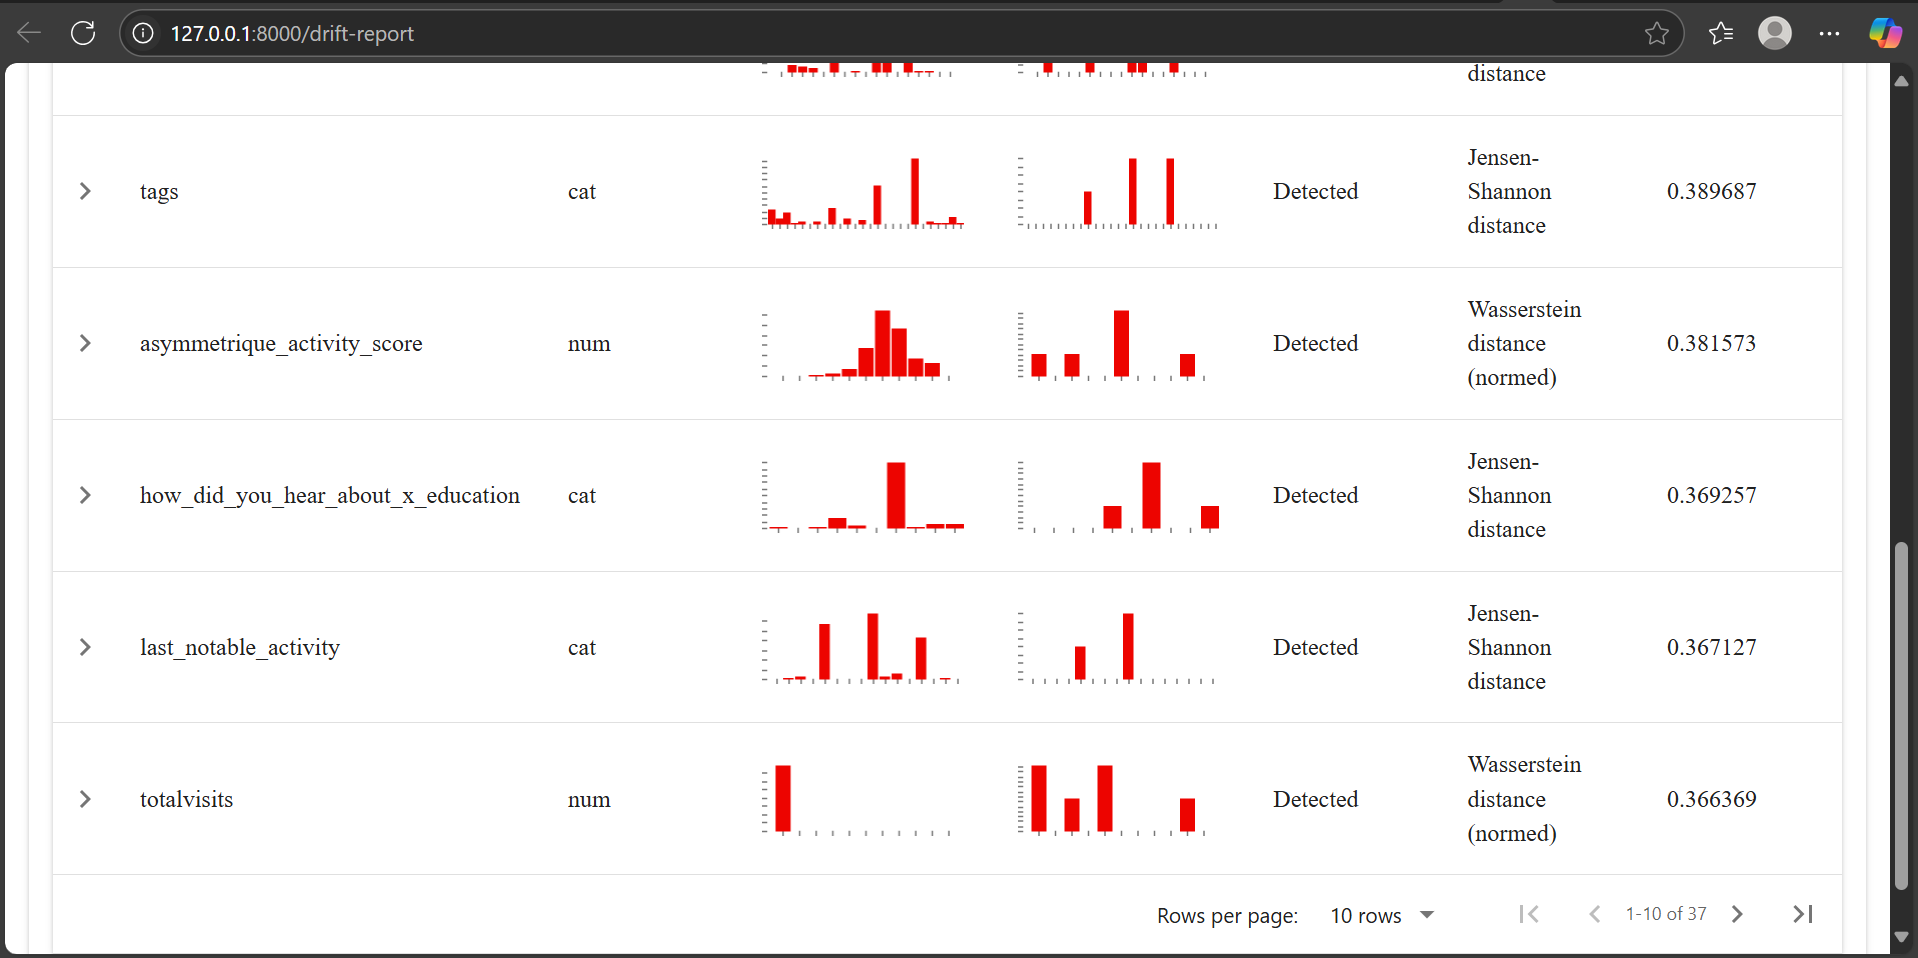 127.0.0.1:8000/drift-report
distance
tags
cat
Detected
Jensen-
Shannon
distance
0.389687
asymmetrique_activity_score
num
Detected
Wasserstein
distance
(normed)
0.381573
how_did_you_hear_about_x_education
cat
Detected
Jensen-
Shannon
distance
0.369257
last_notable_activity
cat
Detected
Jensen-
Shannon
distance
0.367127
totalvisits
num
Detected
Wasserstein
distance
(normed)
0.366369
Rows per page: 10 rows 1-10 of 37